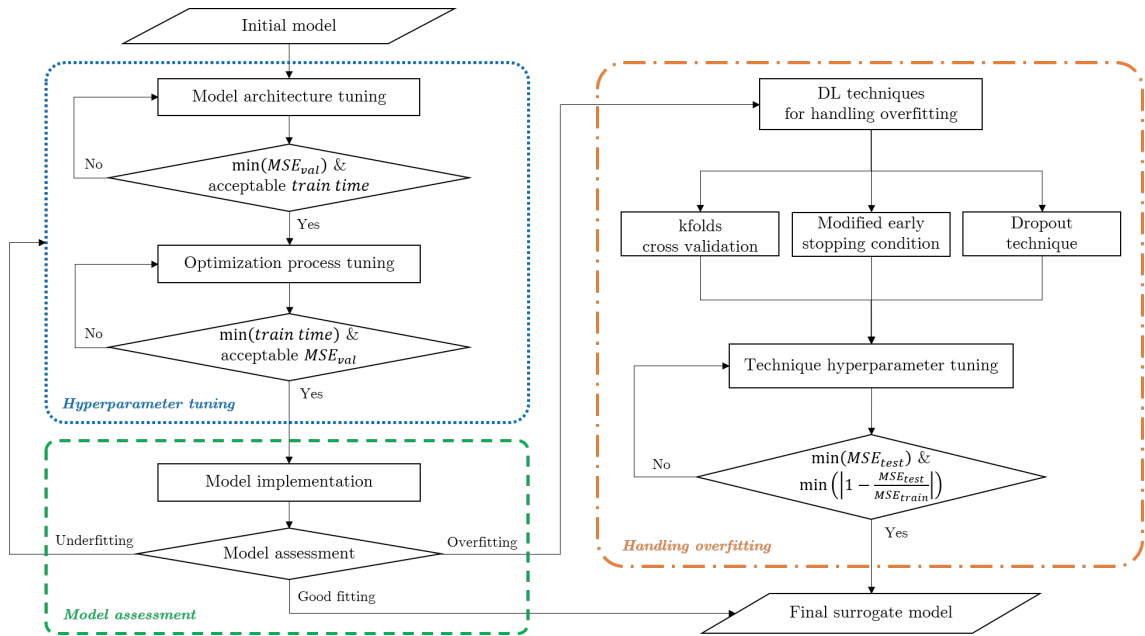 Initial model
Model architecture tuning
No
min(MSE_val) &
acceptable train time
Yes
Optimization process tuning
No
min(train time) &
acceptable MSE_val
Yes
Hyperparameter tuning
Model implementation
Underfitting
Model assessment
Overfitting
Good fitting
Model assessment
DL techniques
for handling overfitting
kfolds
cross validation
Modified early
stopping condition
Dropout
technique
Technique hyperparameter tuning
No
min(MSE_test) &
min(|1 − MSE_test/MSE_train|)
Yes
Handling overfitting
Final surrogate model